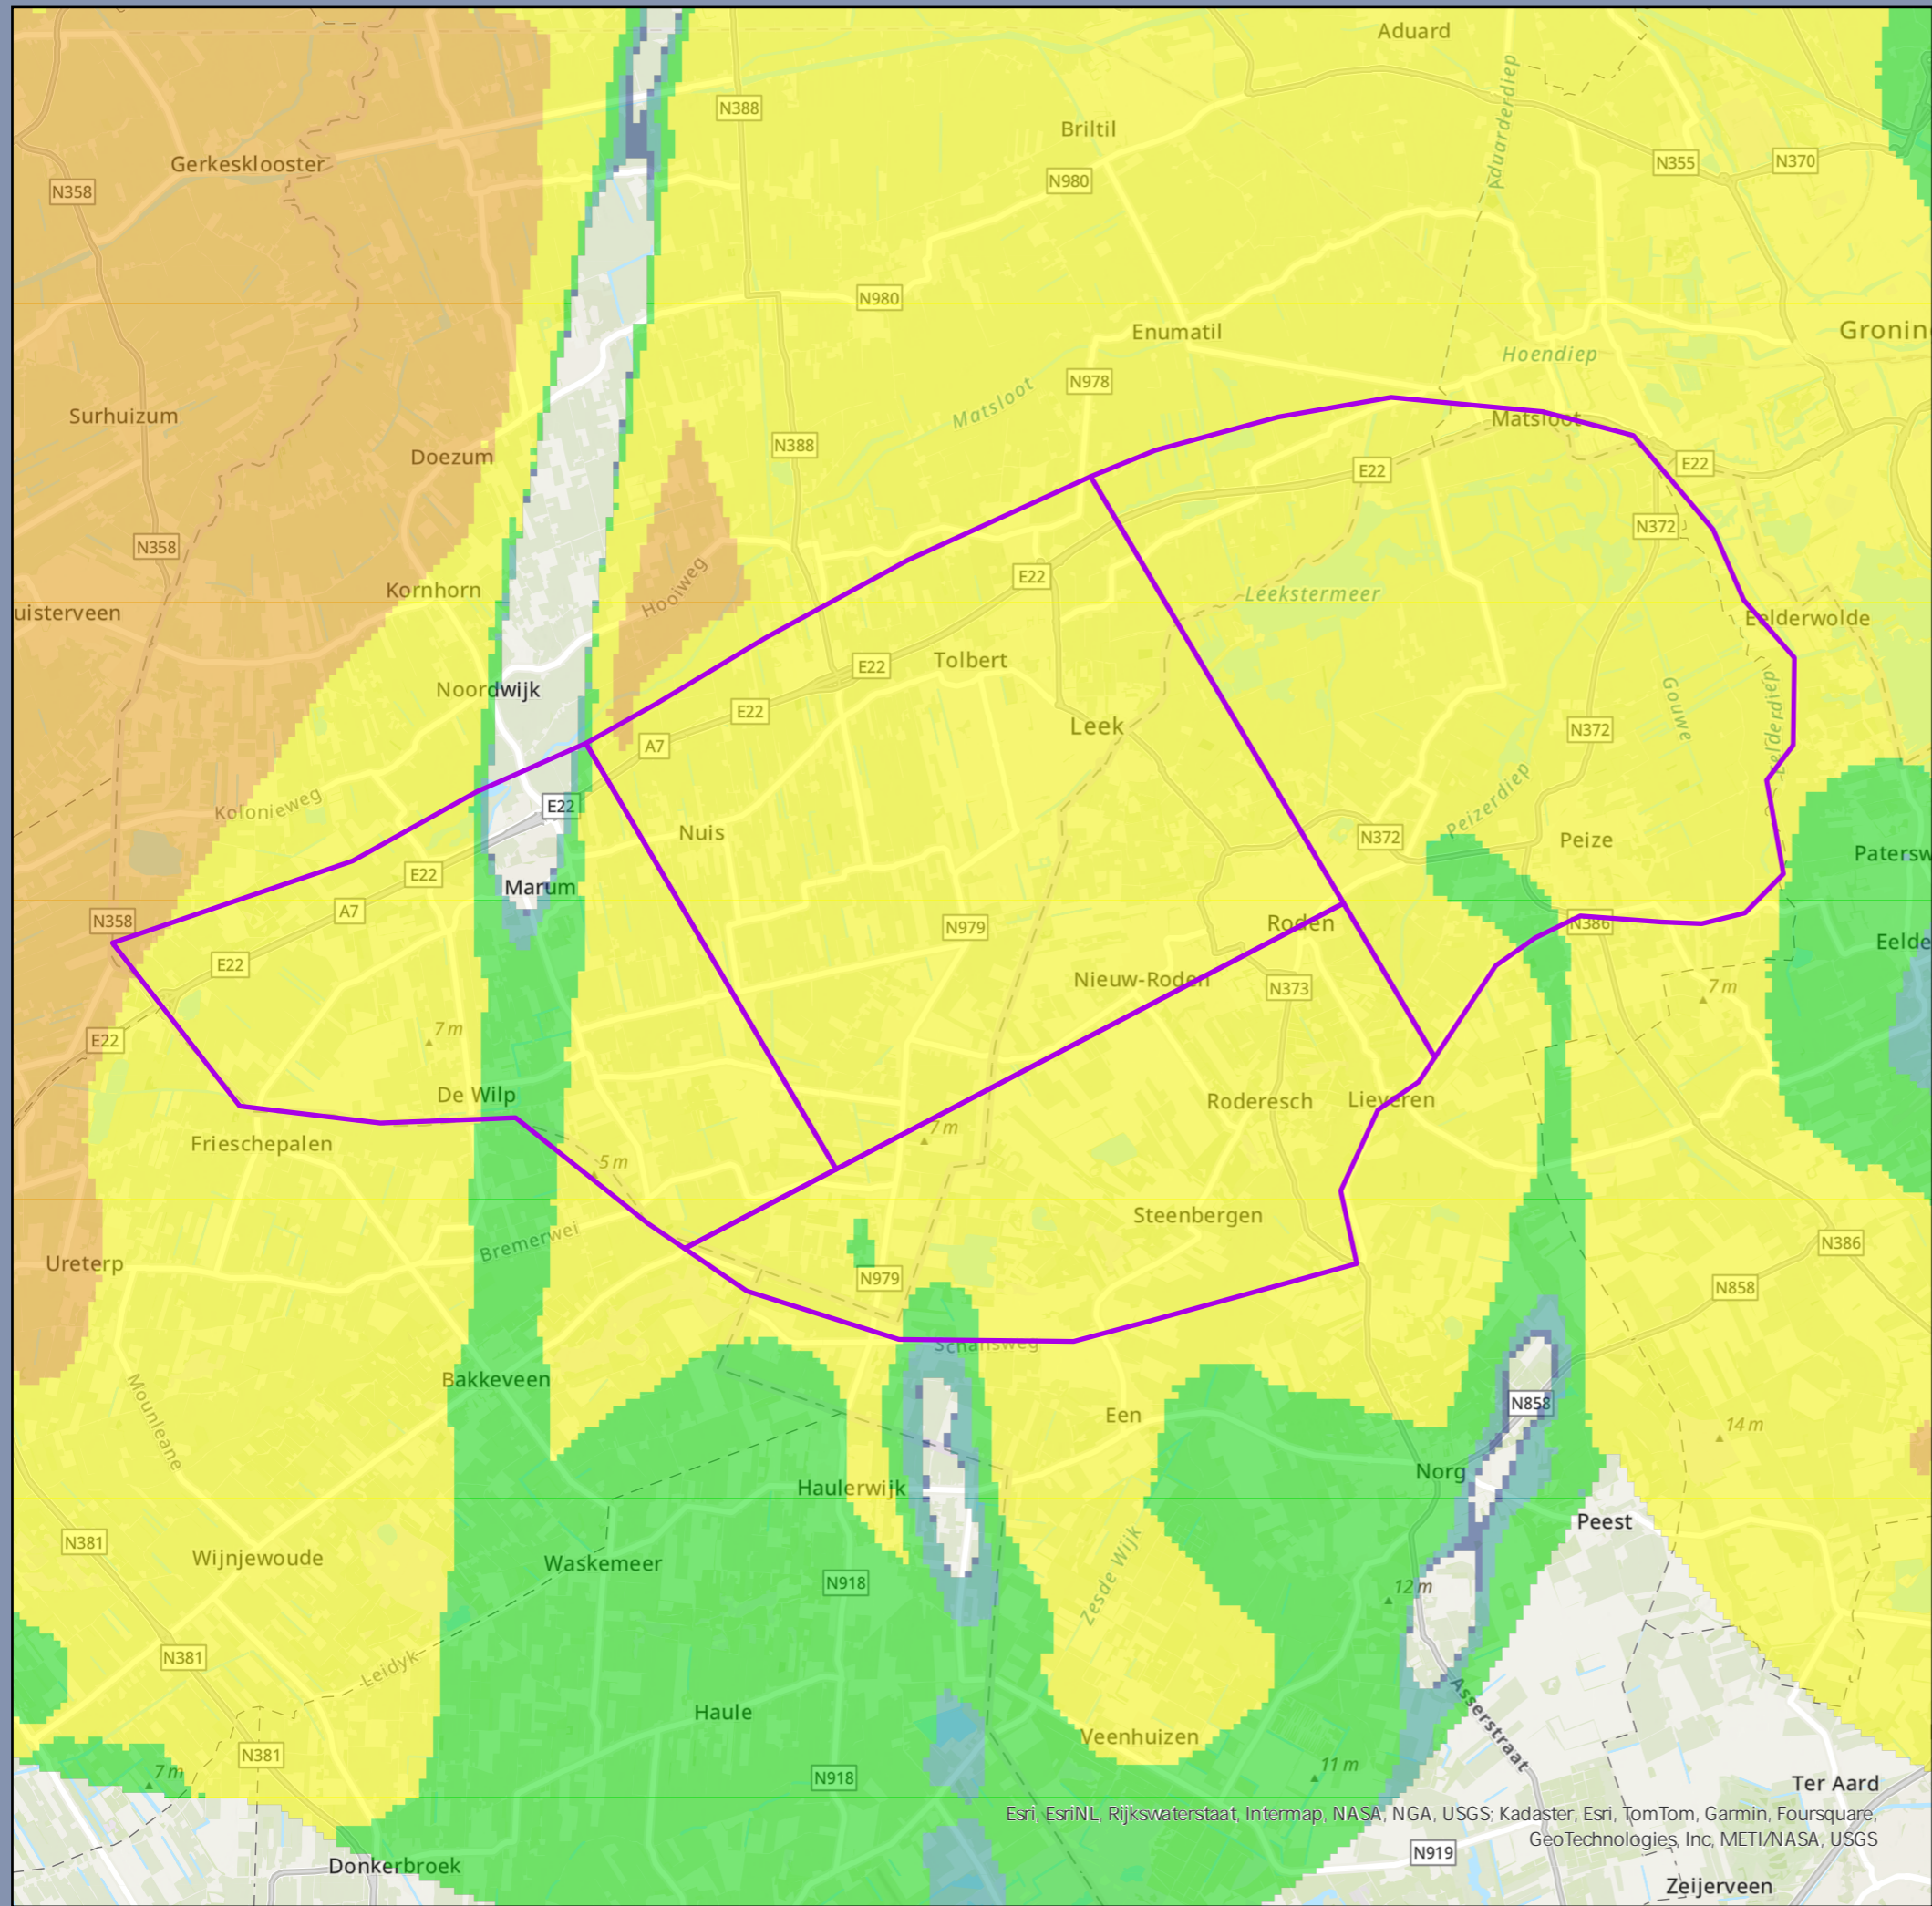 Aduard
N388
Briltil
Aduarderdiep
Gerkesklooster
N355
N370
N358
N980
N980
Enumatil
Gronin
Hoendiep
N978
Matsloot
Surhuizum
Matsloot
N388
Doezum
E22
E22
N358
N372
E22
Hooiweg
Kornhorn
Leekstermeer
uisterveen
Eelderwolde
Tolbert
E22
Noordwijk
Gouwe
Eelderdiep
E22
Leek
N372
A7
Kolonieweg
E22
Peizerdiep
Nuis
N372
Peize
Patersw
E22
Marum
A7
N358
N979
Roden
N386
Eelde
E22
Nieuw-Roden
N373
7 m
7 m
E22
De Wilp
Roderesch
Lieveren
7 m
Frieschepalen
5 m
Steenbergen
Bremerwei
N386
Ureterp
N979
N858
Schansweg
Bakkeveen
Mounleane
Een
N858
14 m
Norg
Haulerwijk
Peest
N381
Wijnjewoude
Waskemeer
Zesde Wijk
N918
12 m
N381
Leidyk
Asserstraat
Haule
Veenhuizen
N381
7 m
N918
11 m
Ter Aard
Esri, EsriNL, Rijkswaterstaat, Intermap, NASA, NGA, USGS; Kadaster, Esri, TomTom, Garmin, Foursquare,
GeoTechnologies, Inc, METI/NASA, USGS
N919
Donkerbroek
Zeijerveen